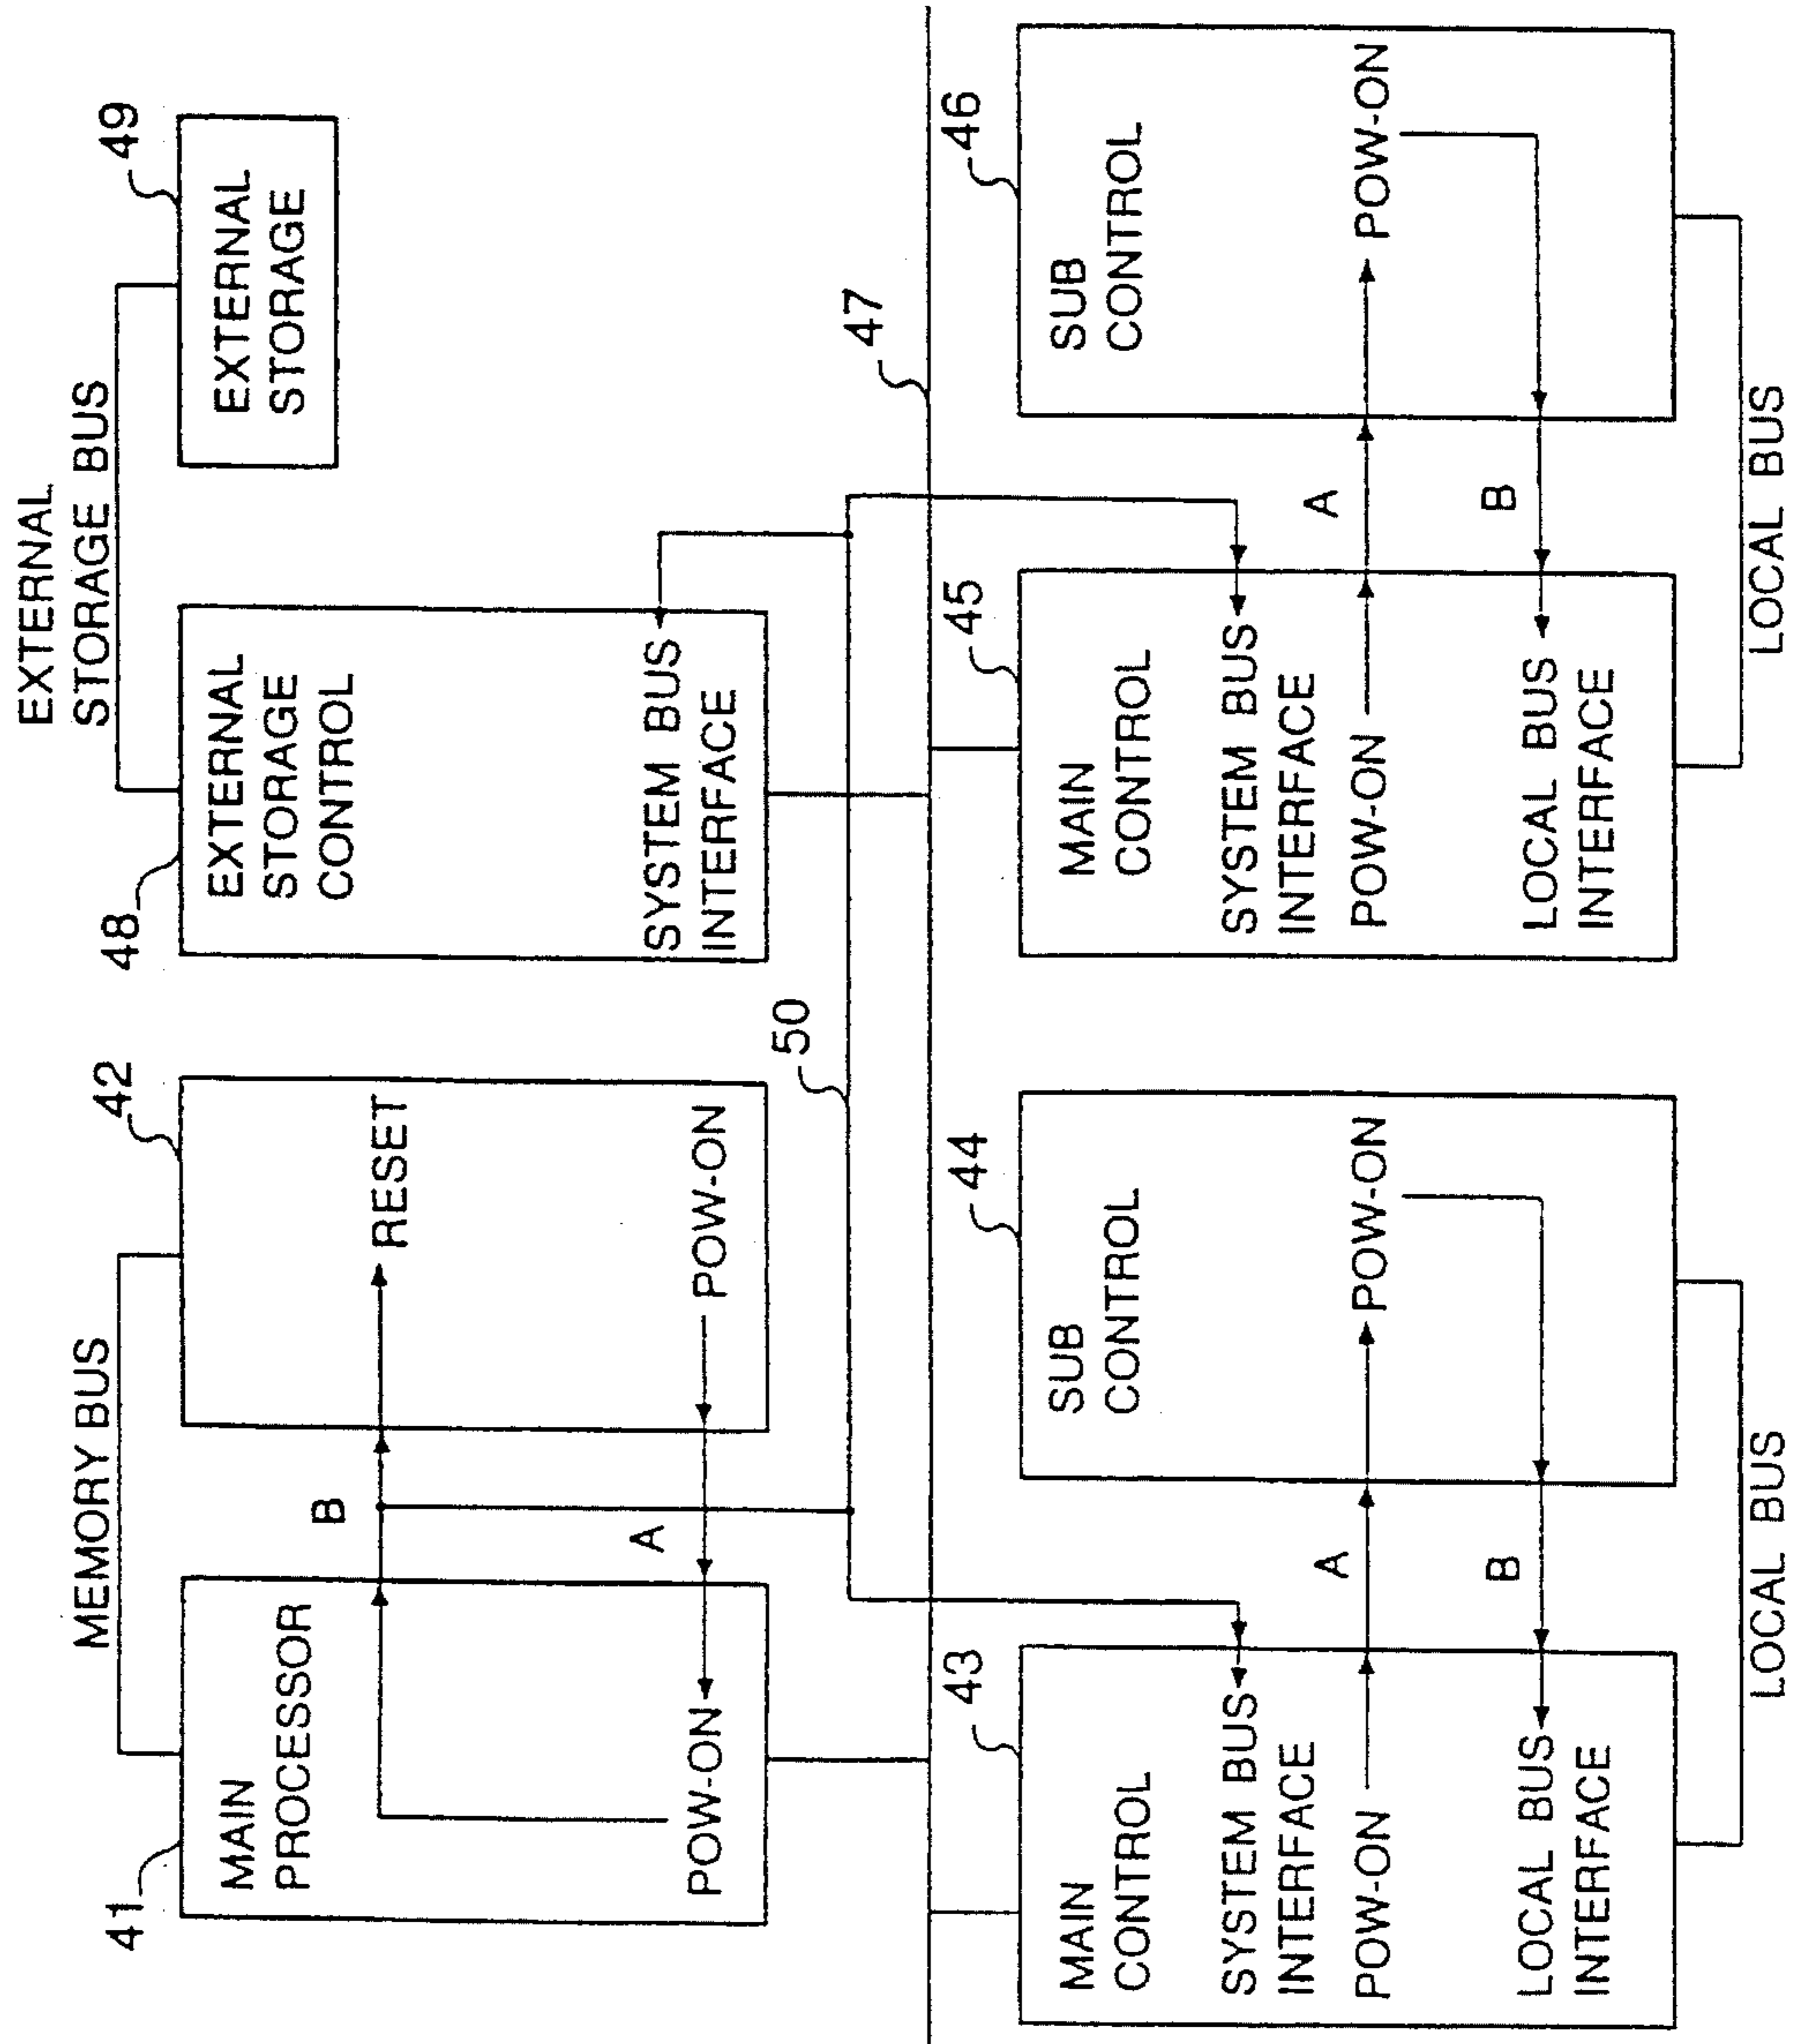 MEMORY BUS
EXTERNAL
STORAGE BUS
41
MAIN
PROCESSOR
POW-ON
B
A
42
RESET
POW-ON
48
EXTERNAL
STORAGE
CONTROL
SYSTEM BUS
INTERFACE
49
EXTERNAL
STORAGE
50
47
43
MAIN
CONTROL
SYSTEM BUS
INTERFACE
POW-ON
LOCAL BUS
INTERFACE
A
B
44
SUB
CONTROL
POW-ON
LOCAL BUS
45
MAIN
CONTROL
SYSTEM BUS
INTERFACE
POW-ON
LOCAL BUS
INTERFACE
A
B
46
SUB
CONTROL
POW-ON
LOCAL BUS